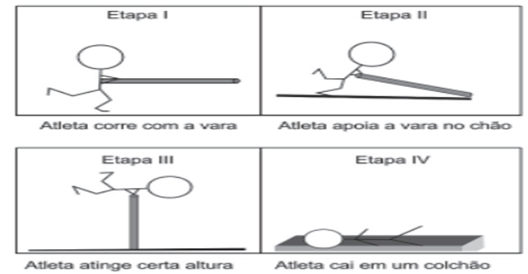 Etapa I
Etapa II
Atleta corre com a vara
Atleta apoia a vara no chão
Etapa III
Etapa IV
Atleta atinge certa altura
Atleta cai em um colchão